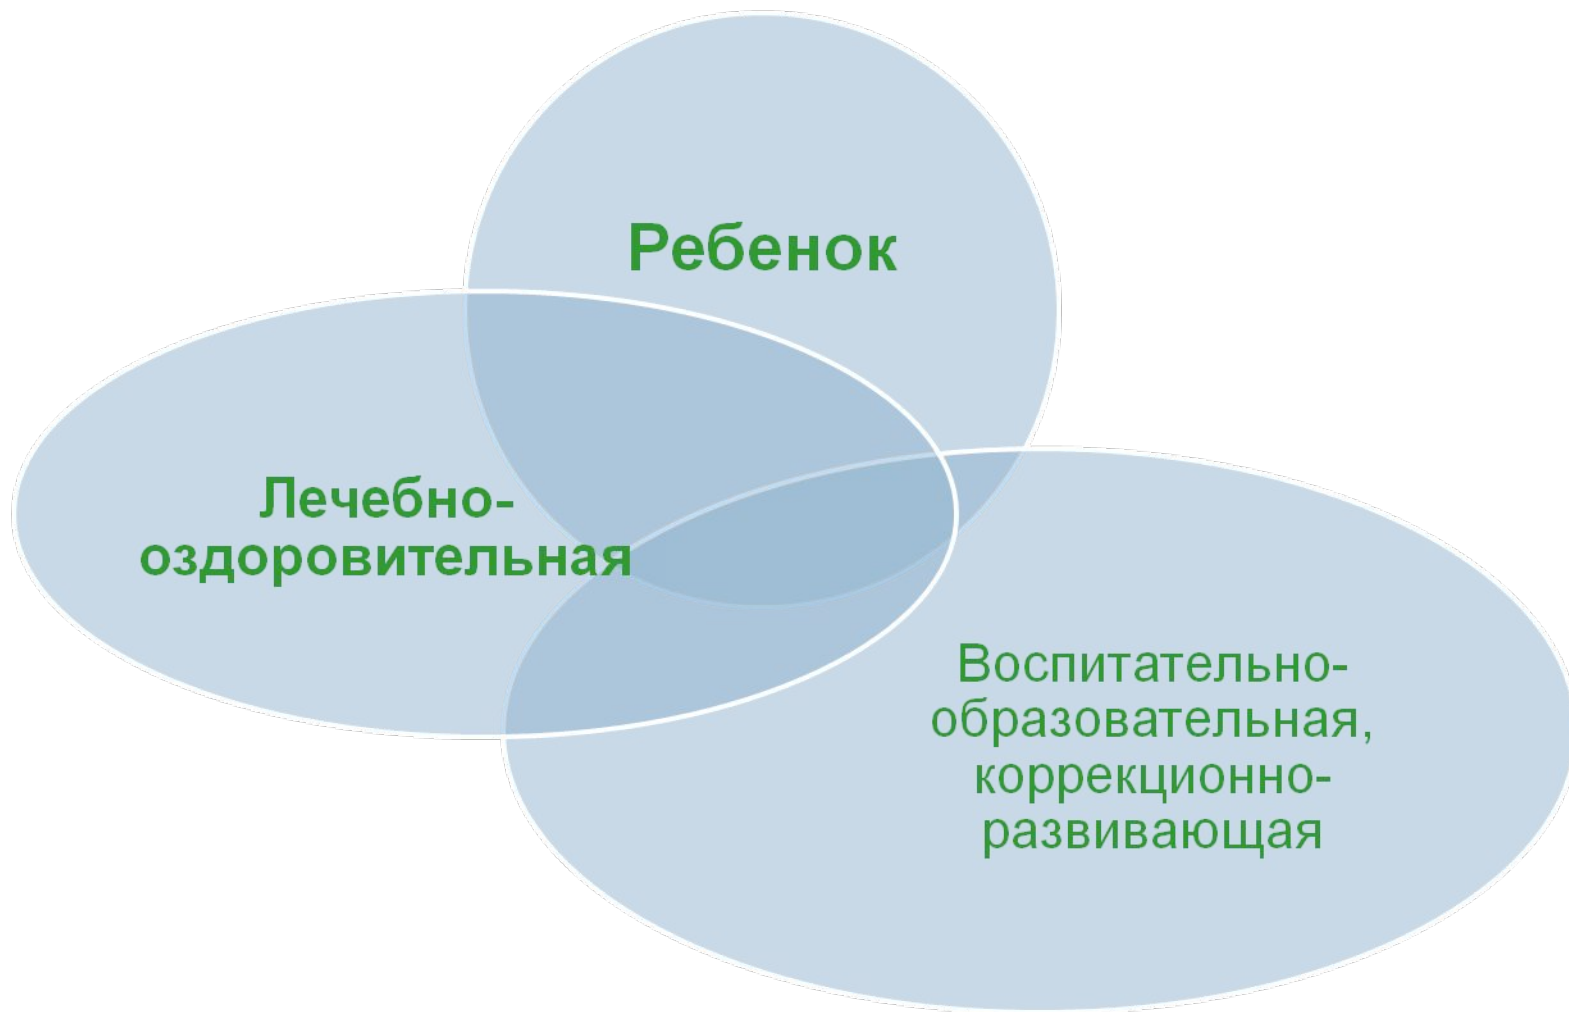 Ребенок
Лечебно-
оздоровительная
Воспитательно-
образовательная,
коррекционно-
развивающая